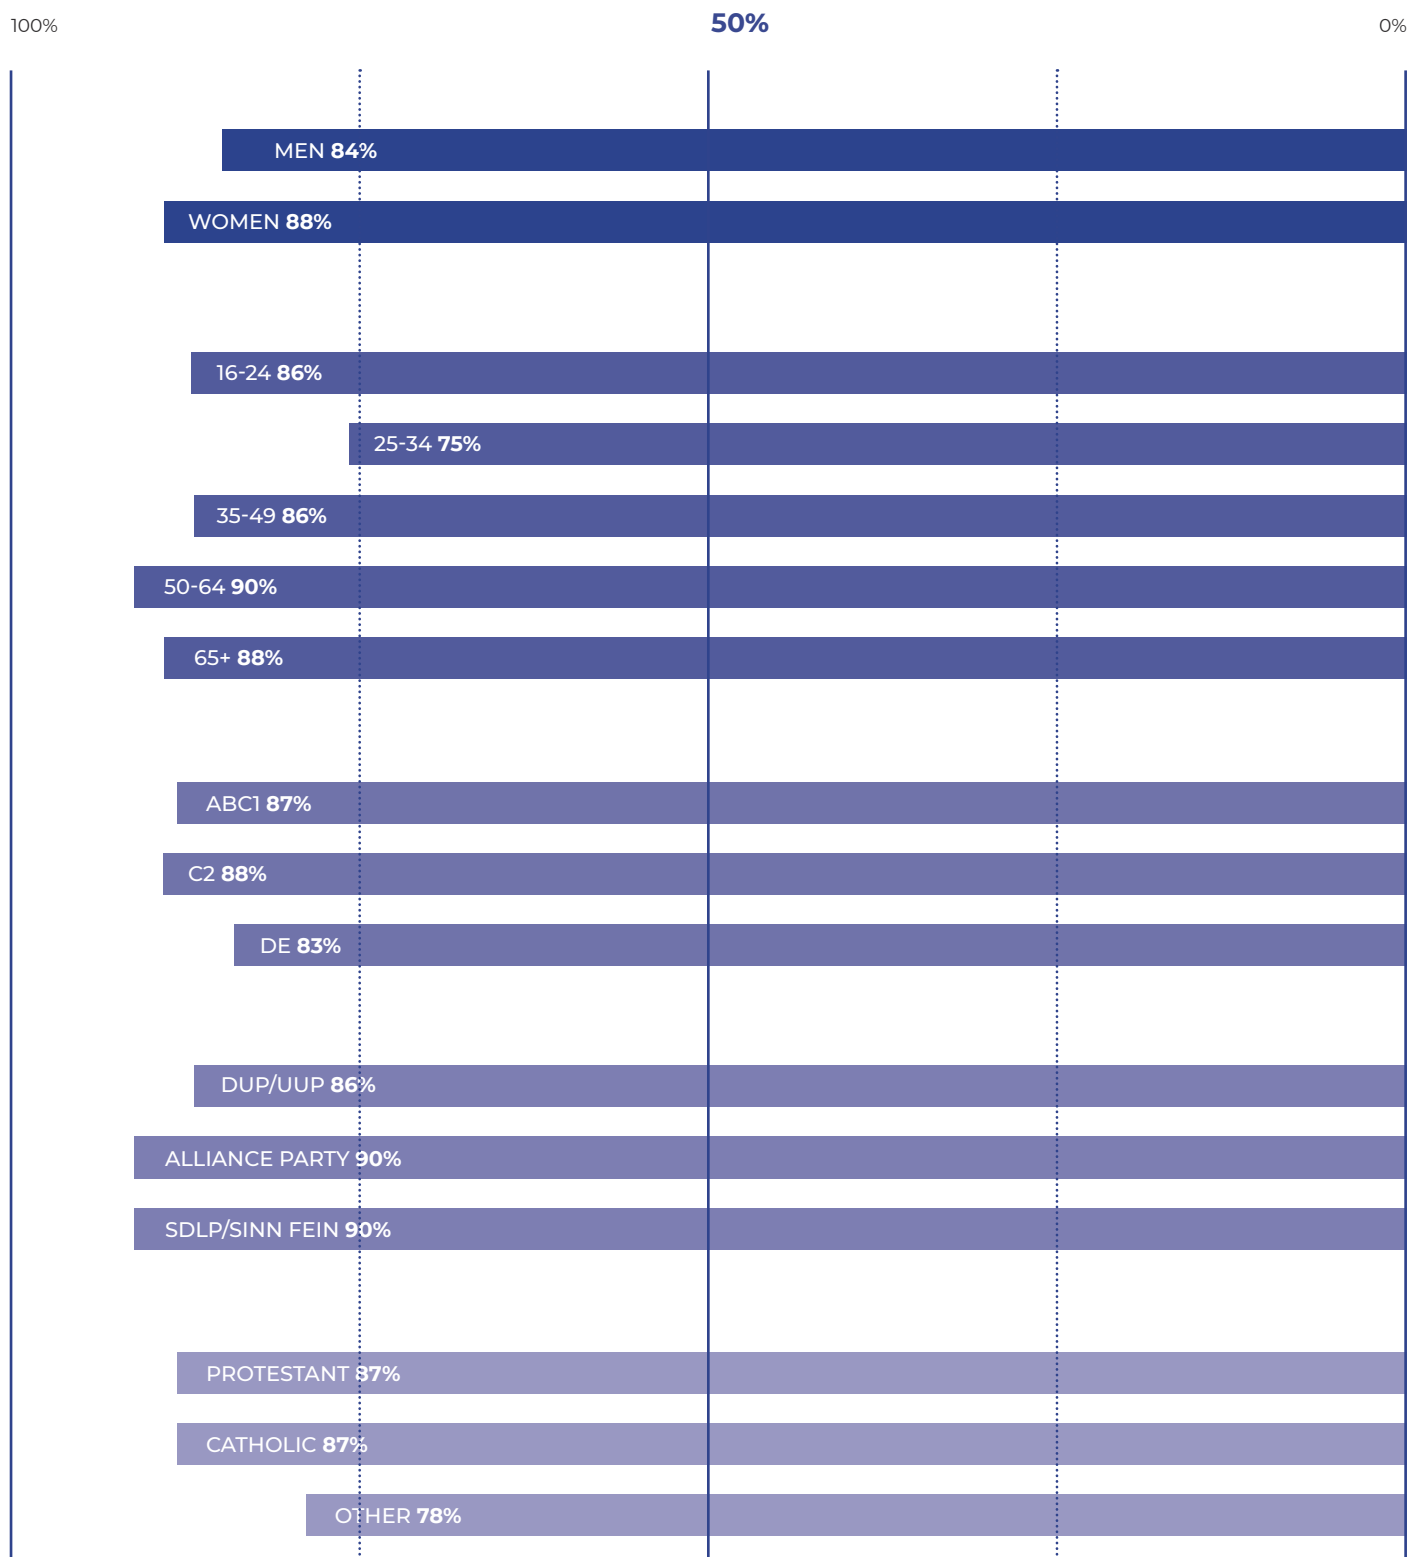 100% 50% 0%
MEN 84%
WOMEN 88%
16-24 86%
25-34 75%
35-49 86%
50-64 90%
65+ 88%
ABC1 87%
C2 88%
DE 83%
DUP/UUP 86%
ALLIANCE PARTY 90%
SDLP/SINN FEIN 90%
PROTESTANT 87%
CATHOLIC 87%
OTHER 78%